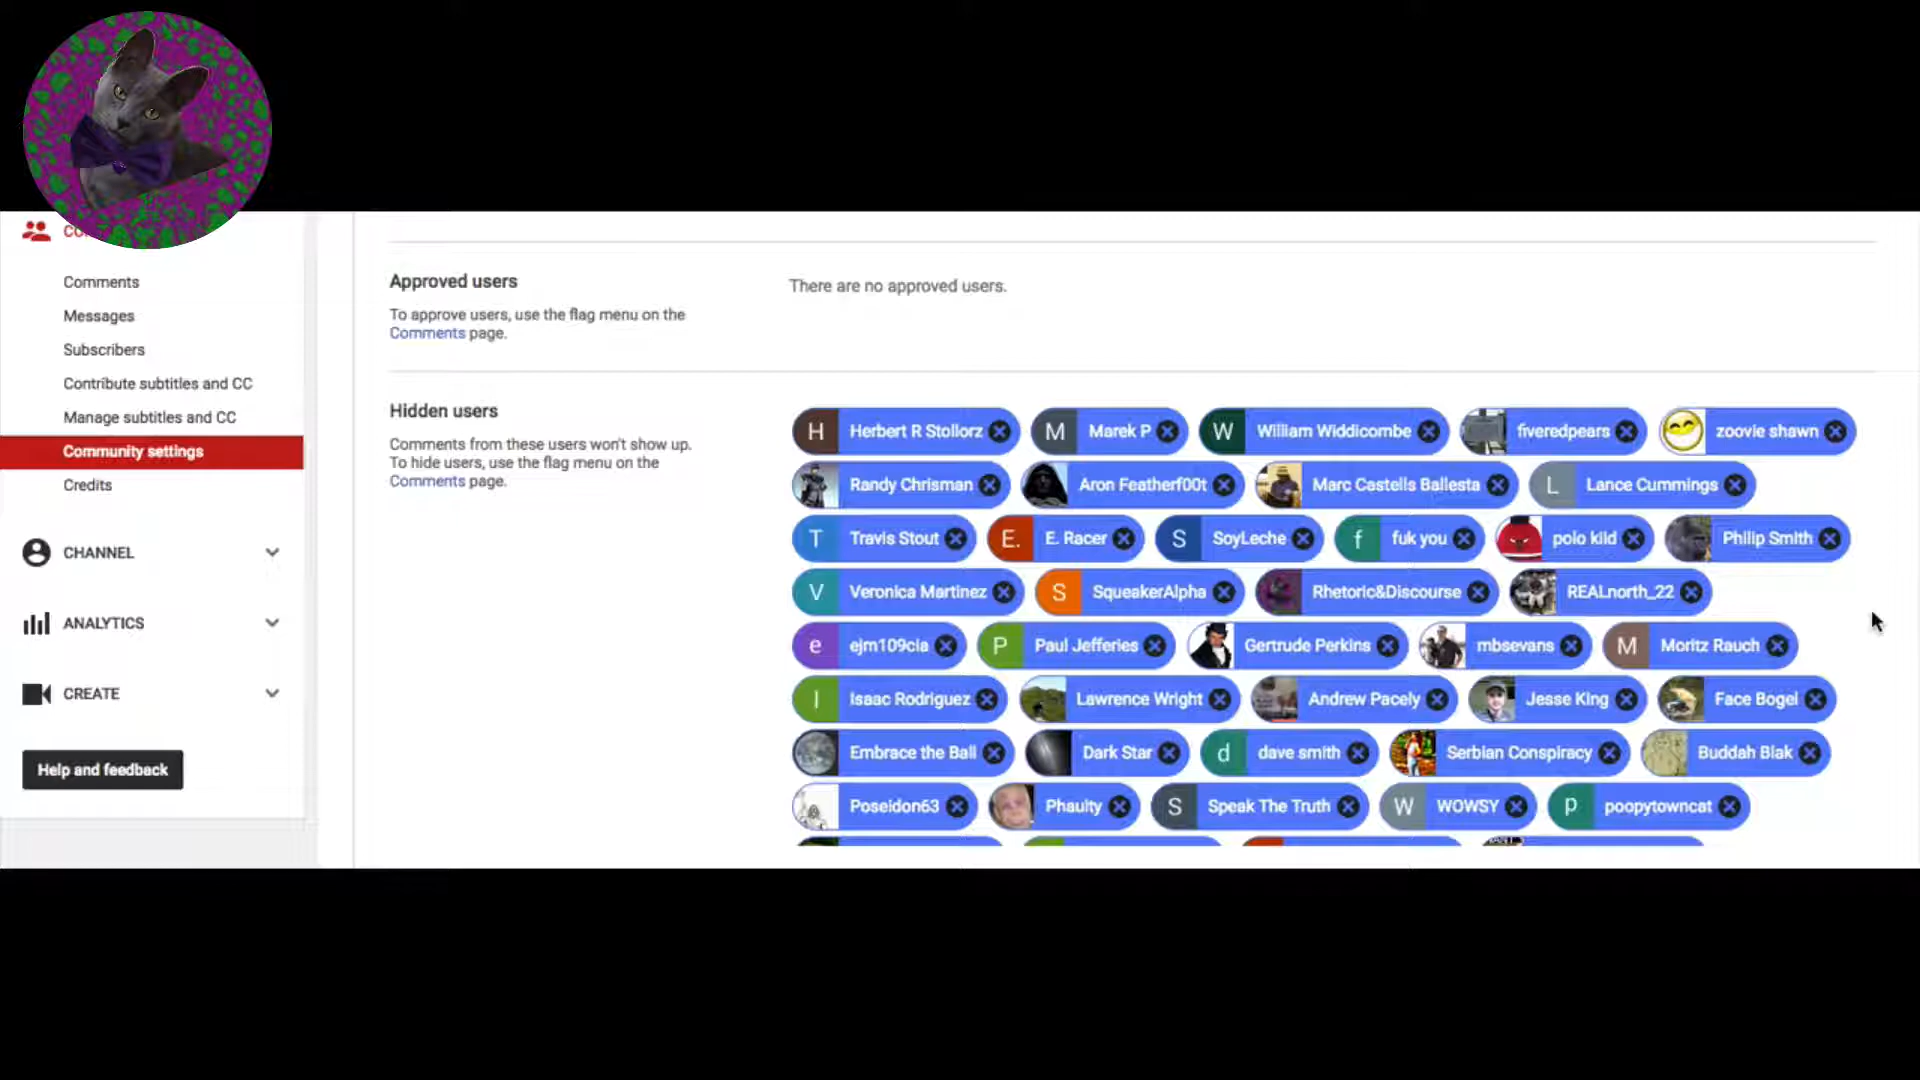 Comments
Messages
Subscribers
Contribute subtitles and CC
Manage subtitles and CC
Community settings
Credits
CHANNEL
ANALYTICS
CREATE
Help and feedback
Approved users
To approve users, use the flag menu on the
Comments page.
There are no approved users.
Hidden users
Comments from these users won't show up.
To hide users, use the flag menu on the
Comments page.
H Herbert R Stollorz M Marek P W William Widdicombe fiveredpears zoovie shawn
Randy Chrisman Aron Featherf00t Marc Castells Ballesta L Lance Cummings
T Travis Stout E. E. Racer S SoyLeche f fuk you polo kiid Philip Smith
V Veronica Martinez S SqueakerAlpha Rhetoric&Discourse REALnorth_22
e ejm109cia P Paul Jefferies Gertrude Perkins mbsevans M Moritz Rauch
I Isaac Rodriguez Lawrence Wright Andrew Pacely Jesse King Face Bogel
Embrace the Ball Dark Star d dave smith Serbian Conspiracy Buddah Blak
Poseidon63 Phaulty S Speak The Truth W WOWSY p poopytowncat